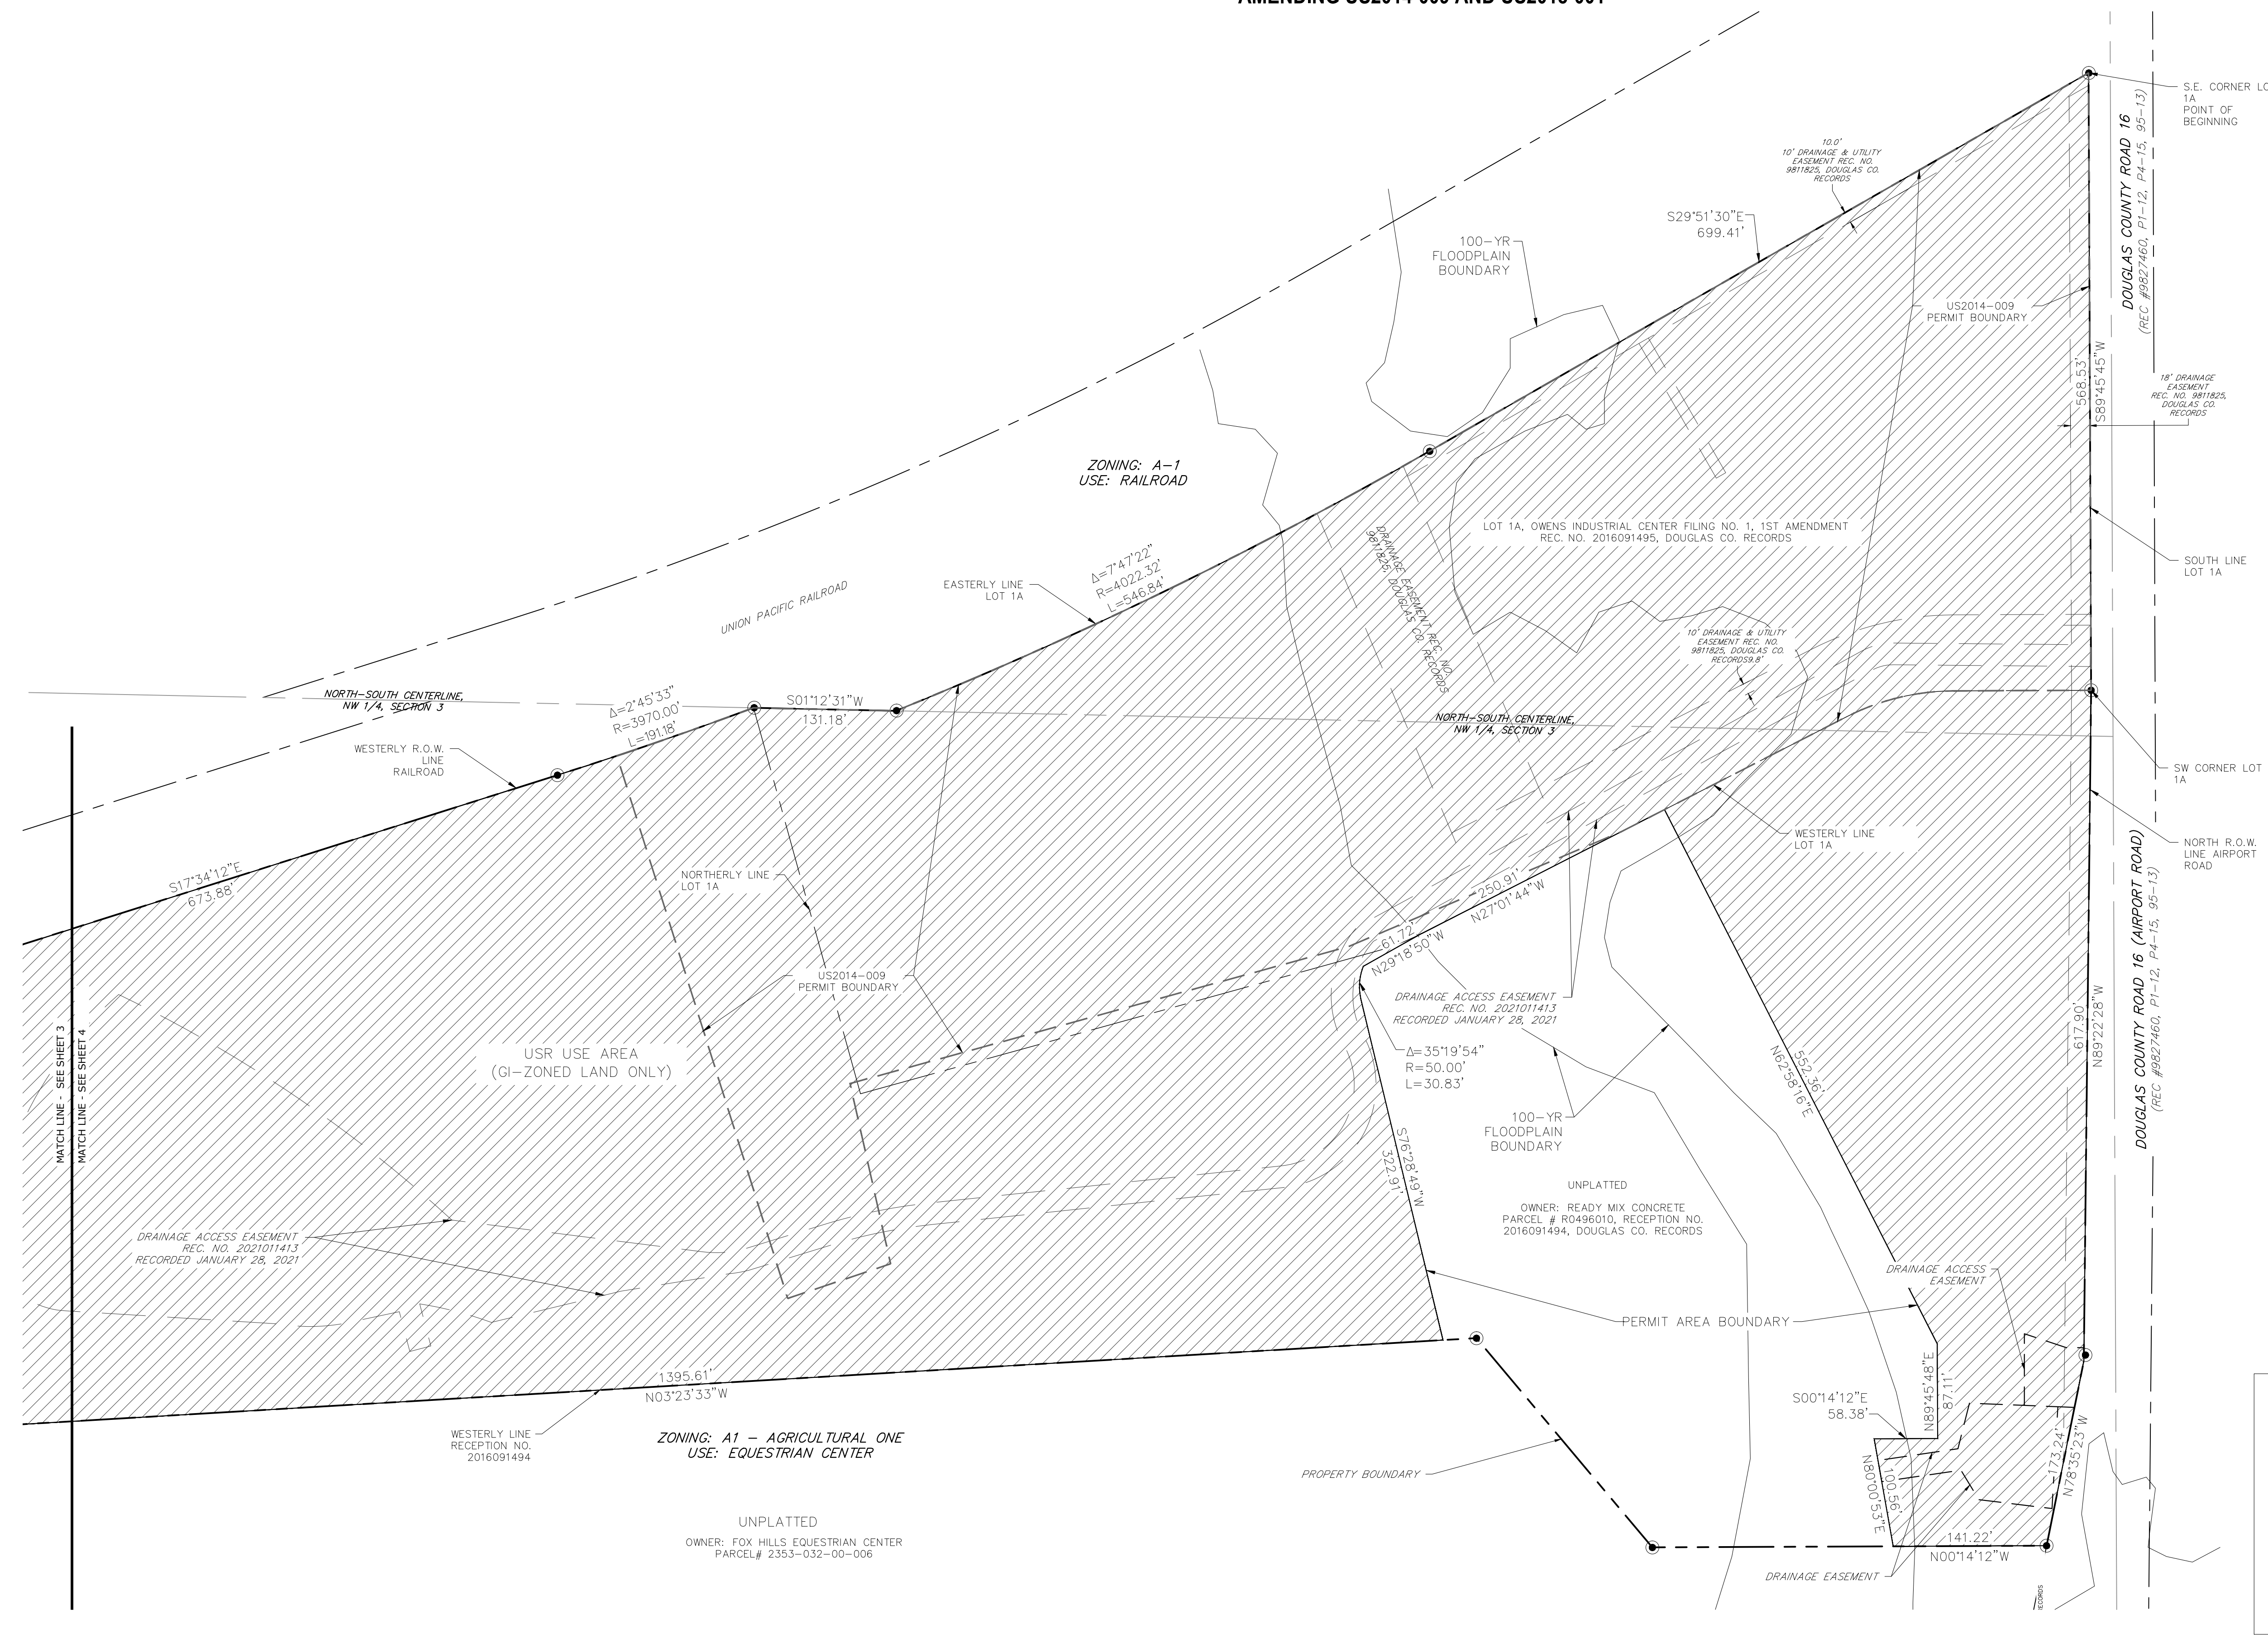 S.E. CORNER
1A
POINT OF
BEGINNING
DOUGLAS COUNTY ROAD 16
(REC #9827460, P1-12, P4-15, 95-13)
10.0'
10' DRAINAGE & UTILITY
EASEMENT REC. NO.
9811825, DOUGLAS CO.
RECORDS
S29°51'30"E
699.41'
100-YR
FLOODPLAIN
BOUNDARY
US2014-009
PERMIT BOUNDARY
568.53'
S89°45'45"W
18' DRAINAGE
EASEMENT
REC. NO. 9811825,
DOUGLAS CO.
RECORDS
ZONING: A-1
USE: RAILROAD
LOT 1A, OWENS INDUSTRIAL CENTER FILING NO. 1, 1ST AMENDMENT
REC. NO. 2016091495, DOUGLAS CO. RECORDS
DRAINAGE EASEMENT REC. NO.
9811825, DOUGLAS CO. RECORDS
SOUTH LINE
LOT 1A
Δ=7°47'22"
R=4022.32'
L=546.84'
EASTERLY LINE
LOT 1A
UNION PACIFIC RAILROAD
10' DRAINAGE & UTILITY
EASEMENT REC. NO.
9811825, DOUGLAS CO.
RECORDS9.8'
NORTH-SOUTH CENTERLINE,
NW 1/4, SECTION 3
Δ=2°45'33"
R=3970.00'
L=191.18'
S01°12'31"W
131.18'
NORTH-SOUTH CENTERLINE,
NW 1/4, SECTION 3
WESTERLY R.O.W.
LINE
RAILROAD
SW CORNER LOT
1A
WESTERLY LINE
LOT 1A
NORTH R.O.W.
LINE AIRPORT
ROAD
S17°34'12"E
673.88'
NORTHERLY LINE
LOT 1A
250.91'
N27°01'44"W
61.72'
N29°18'50"W
DOUGLAS COUNTY ROAD 16 (AIRPORT ROAD)
(REC #9827460, P1-12, P4-15, 95-13)
US2014-009
PERMIT BOUNDARY
DRAINAGE ACCESS EASEMENT
REC. NO. 2021011413
RECORDED JANUARY 28, 2021
617.90'
N89°22'28"W
MATCH LINE - SEE SHEET 3
MATCH LINE - SEE SHEET 4
USR USE AREA
(GI-ZONED LAND ONLY)
Δ=35°19'54"
R=50.00'
L=30.83'
552.36'
N62°58'16"E
100-YR
FLOODPLAIN
BOUNDARY
S76°28'49"W
322.91'
UNPLATTED
OWNER: READY MIX CONCRETE
PARCEL # R0496010, RECEPTION NO.
2016091494, DOUGLAS CO. RECORDS
DRAINAGE ACCESS EASEMENT
REC. NO. 2021011413
RECORDED JANUARY 28, 2021
DRAINAGE ACCESS
EASEMENT
PERMIT AREA BOUNDARY
1395.61'
N03°23'33"W
N89°45'48"E
87.11'
S00°14'12"E
58.38'
WESTERLY LINE
RECEPTION NO.
2016091494
ZONING: A1 - AGRICULTURAL ONE
USE: EQUESTRIAN CENTER
PROPERTY BOUNDARY
173.24'
N78°35'23"W
N80°00'53"E
100.56'
UNPLATTED
OWNER: FOX HILLS EQUESTRIAN CENTER
PARCEL# 2353-032-00-006
141.22'
N00°14'12"W
DRAINAGE EASEMENT